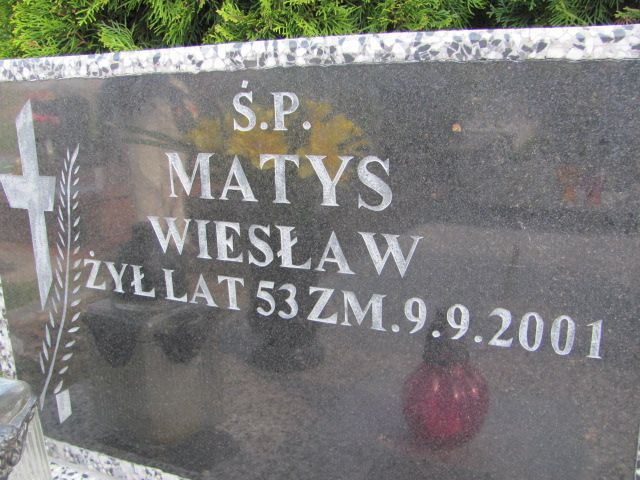 Ś.P.
MATYS
WIESŁAW
ŻYŁ LAT 53 ZM. 9.9.2001